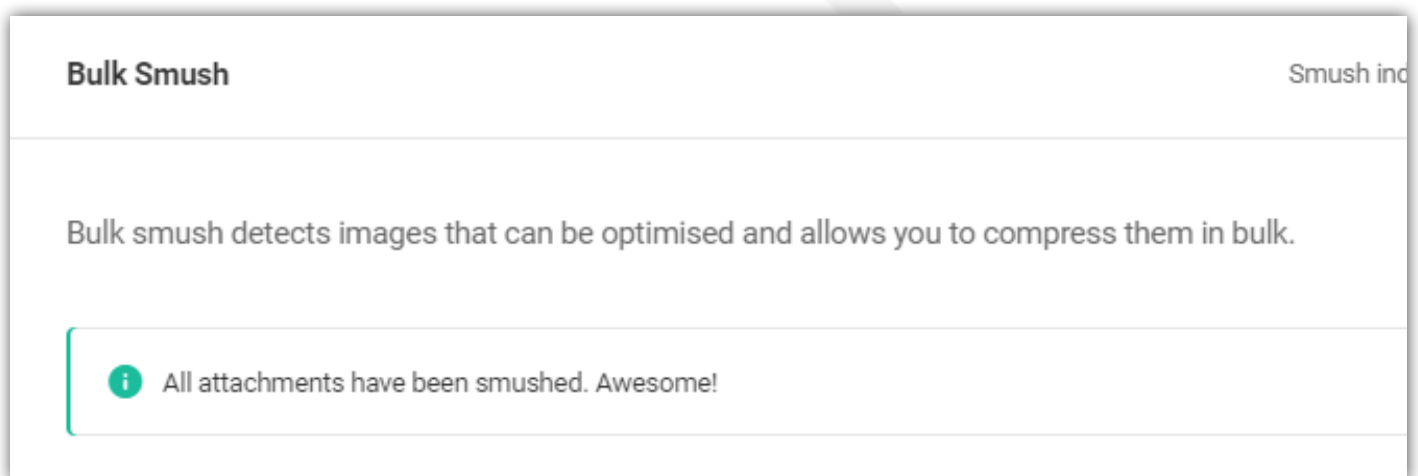 Bulk Smush
Smush
Bulk smush detects images that can be optimised and allows you to compress them in bulk.
All attachments have been smushed. Awesome!